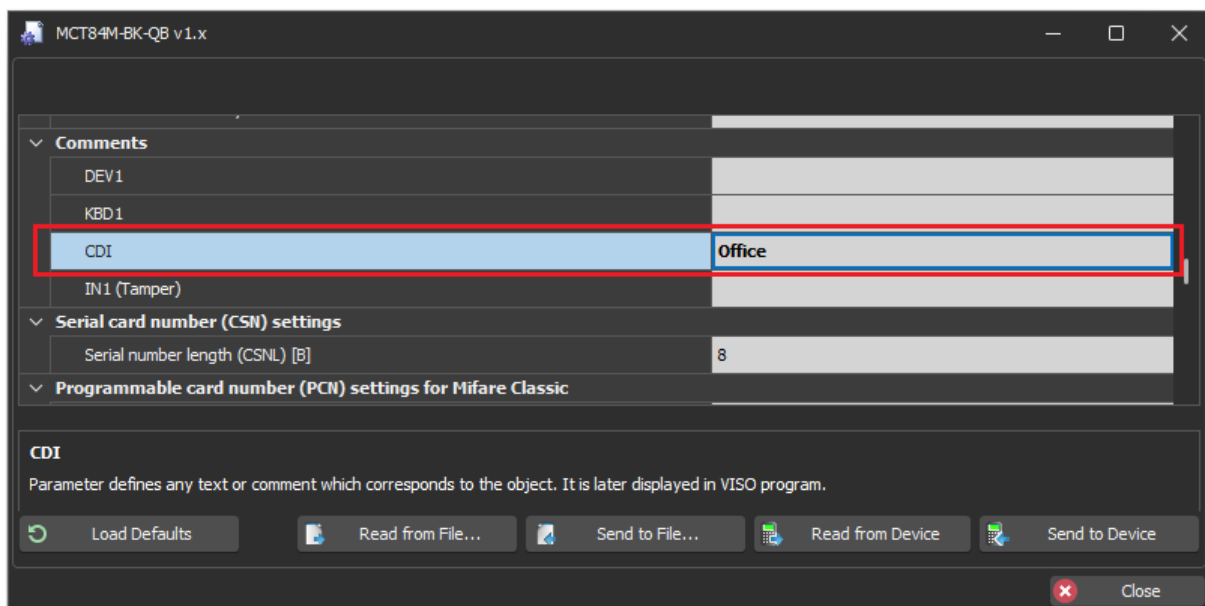 MCT84M-BK-QB v1.x
Comments
DEV1
KBD1
CDI Office
IN1 (Tamper)
Serial card number (CSN) settings
Serial number length (CSNL) [B] 8
Programmable card number (PCN) settings for Mifare Classic
CDI
Parameter defines any text or comment which corresponds to the object. It is later displayed in VISO program.
Load Defaults Read from File... Send to File... Read from Device Send to Device
Close